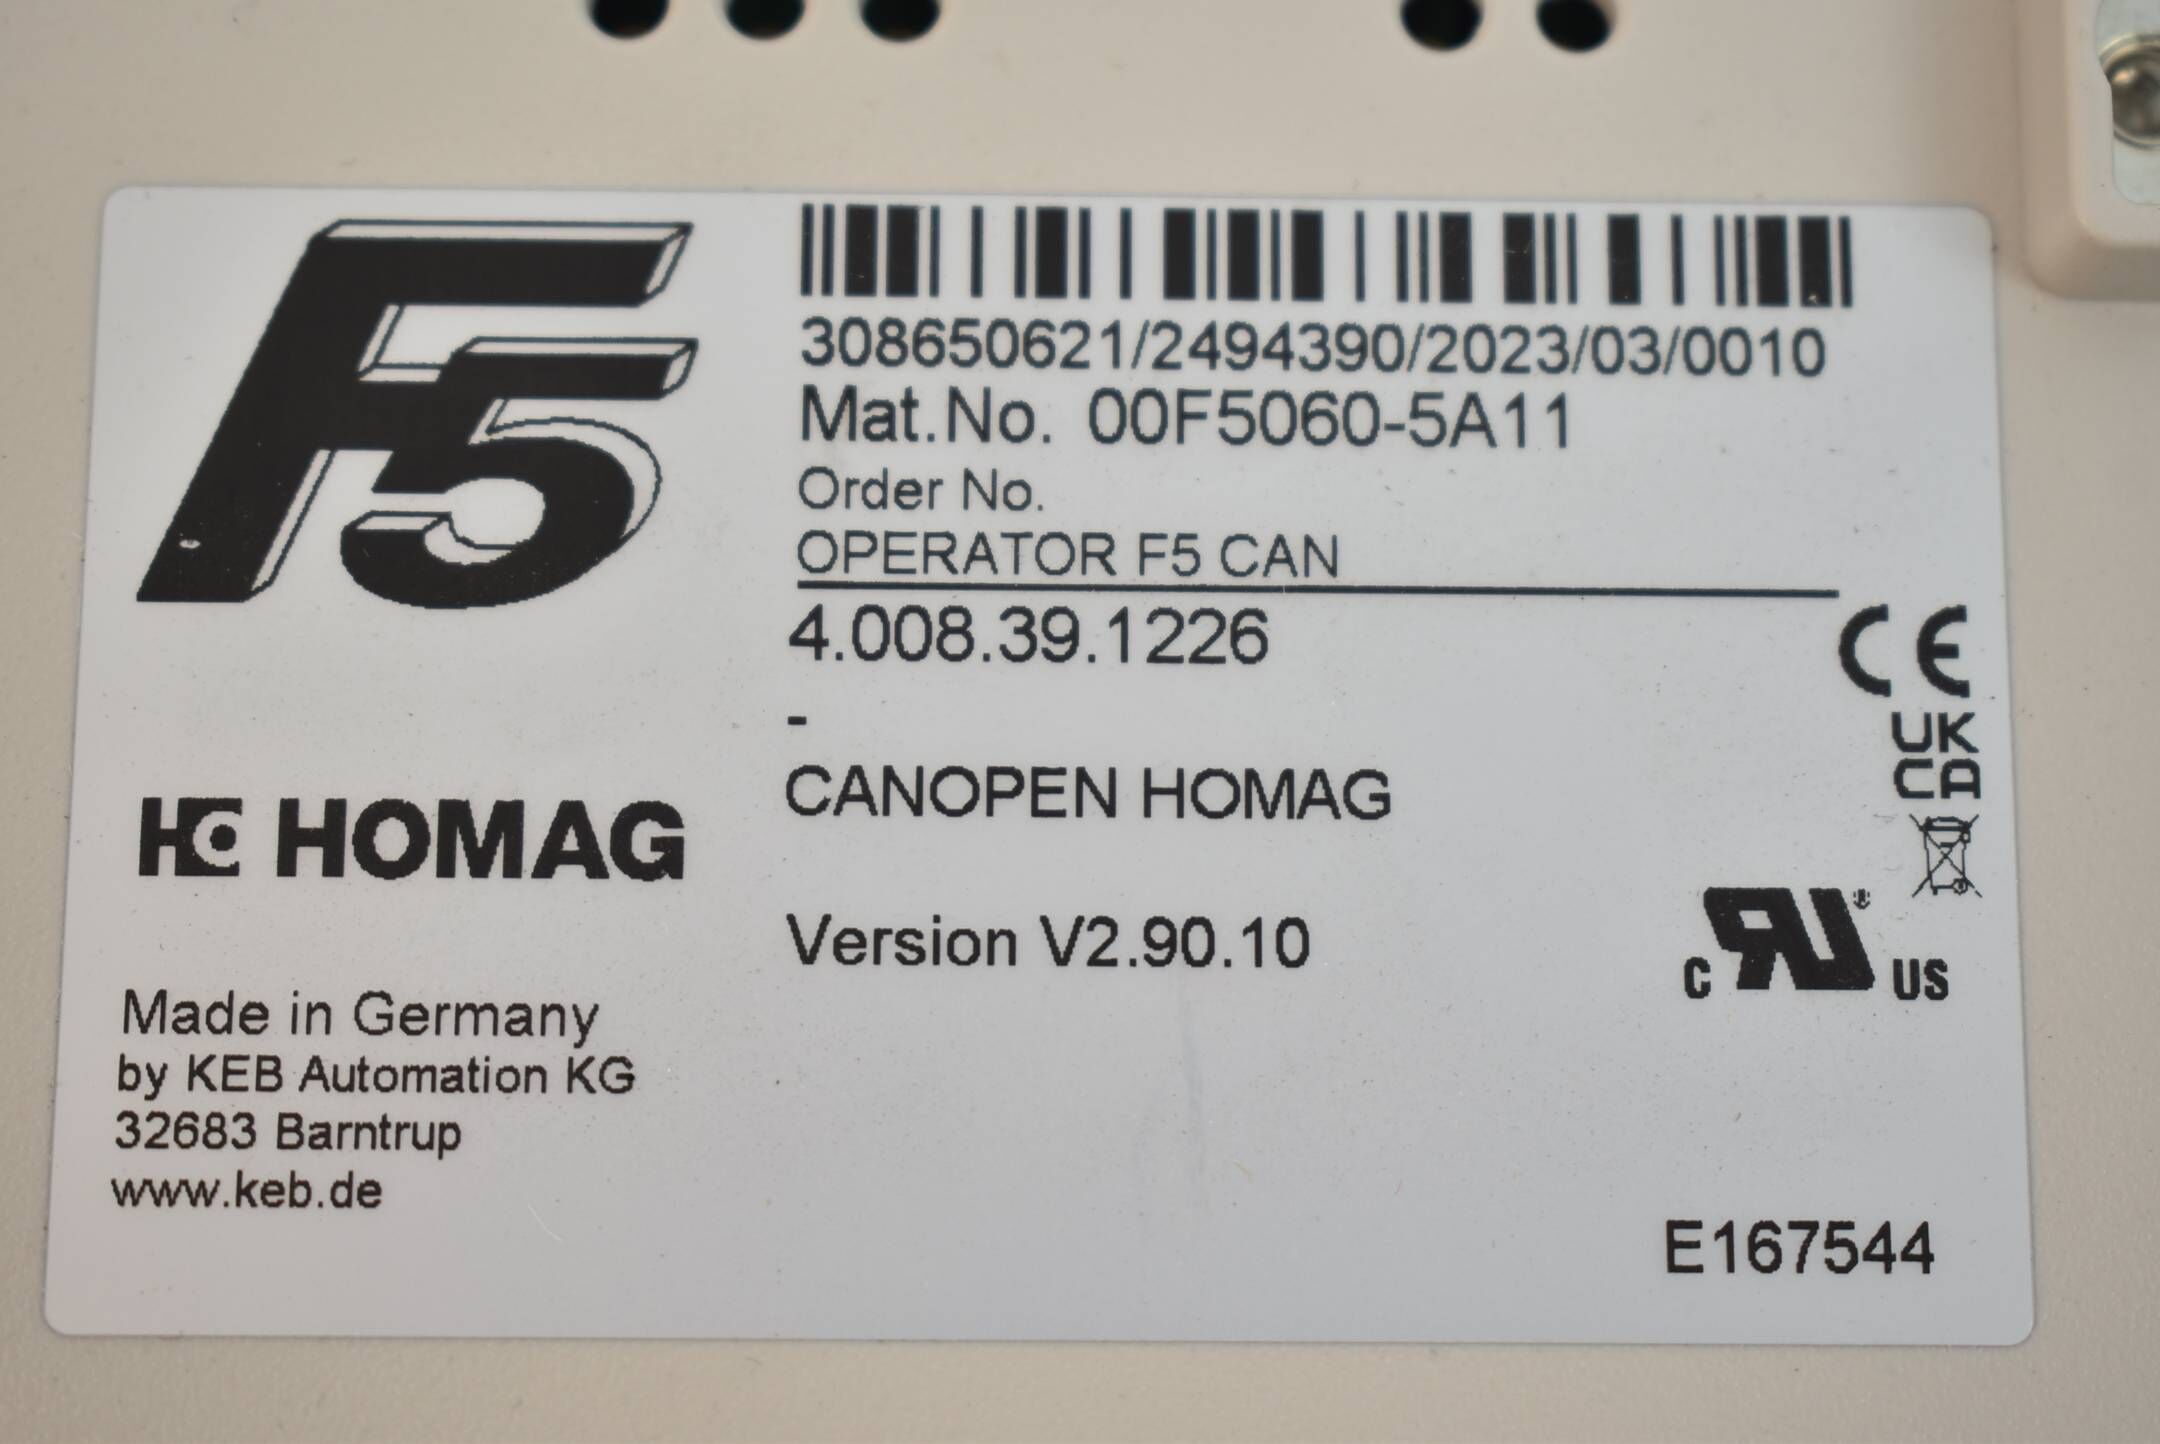 F5
308650621/2494390/2023/03/0010
Mat.No. 00F5060-5A11
Order No.
OPERATOR F5 CAN
4.008.39.1226
-
CANOPEN HOMAG
HOMAG
Version V2.90.10
CE
UK
CA
c RU ® US
Made in Germany
by KEB Automation KG
32683 Barntrup
www.keb.de
E167544